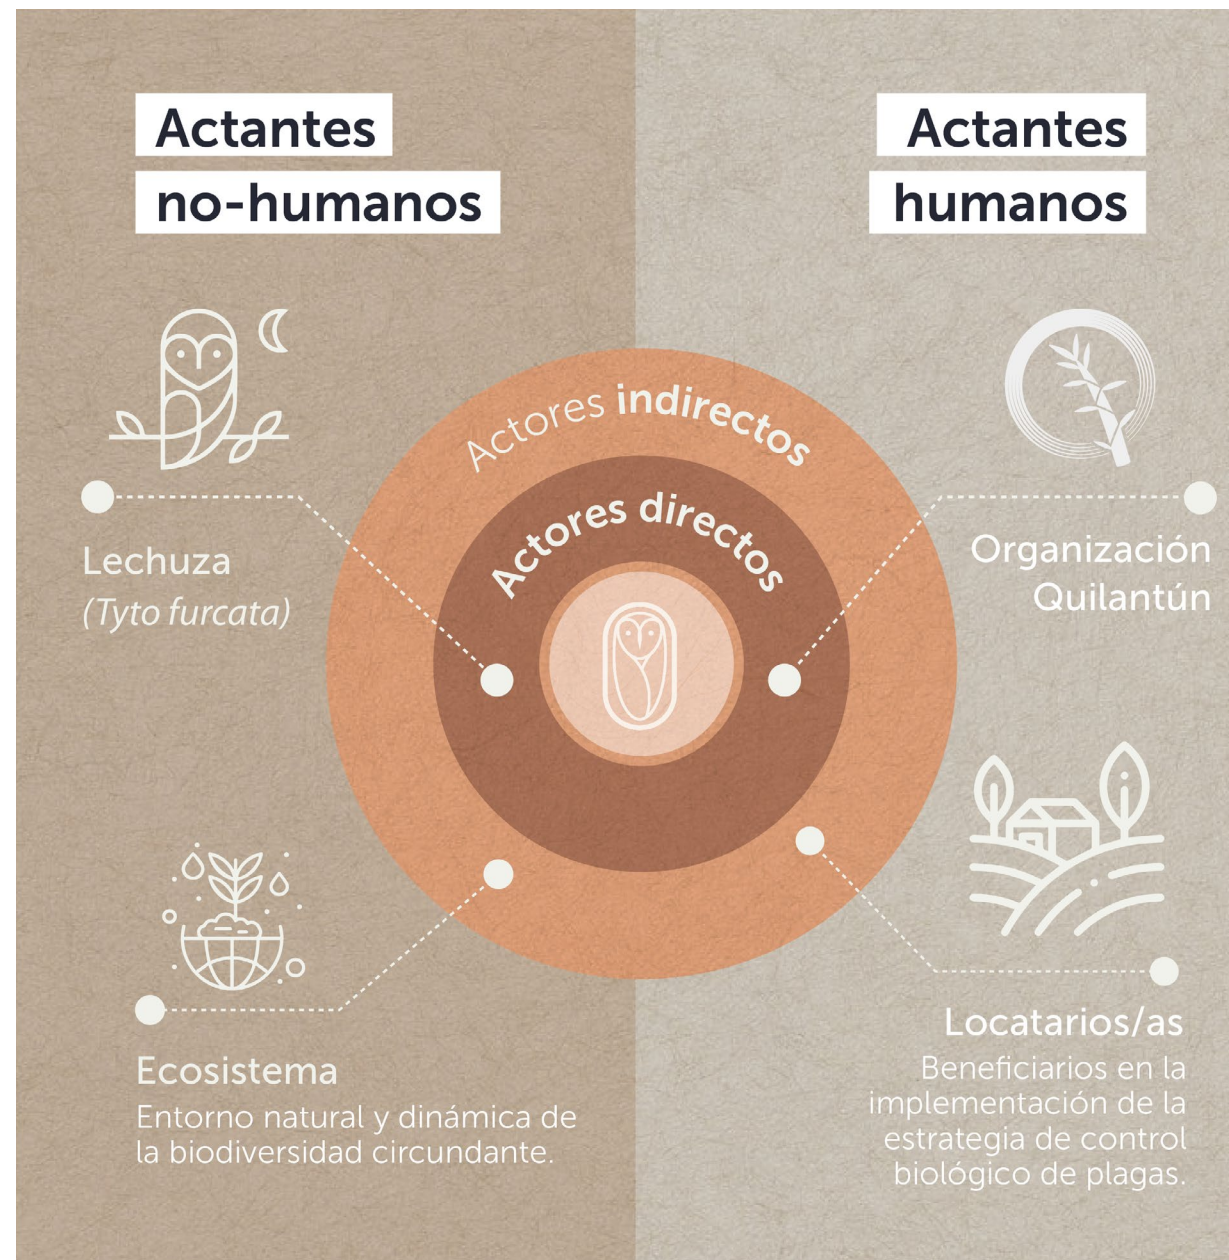 Actantes
no-humanos
Actantes
humanos
Actores indirectos
Actores directos
Lechuza
(Tyto furcata)
Organización
Quilantún
Ecosistema
Entorno natural y dinámica de
la biodiversidad circundante.
Locatarios/as
Beneficiarios en la
implementación de la
estrategia de control
biológico de plagas.